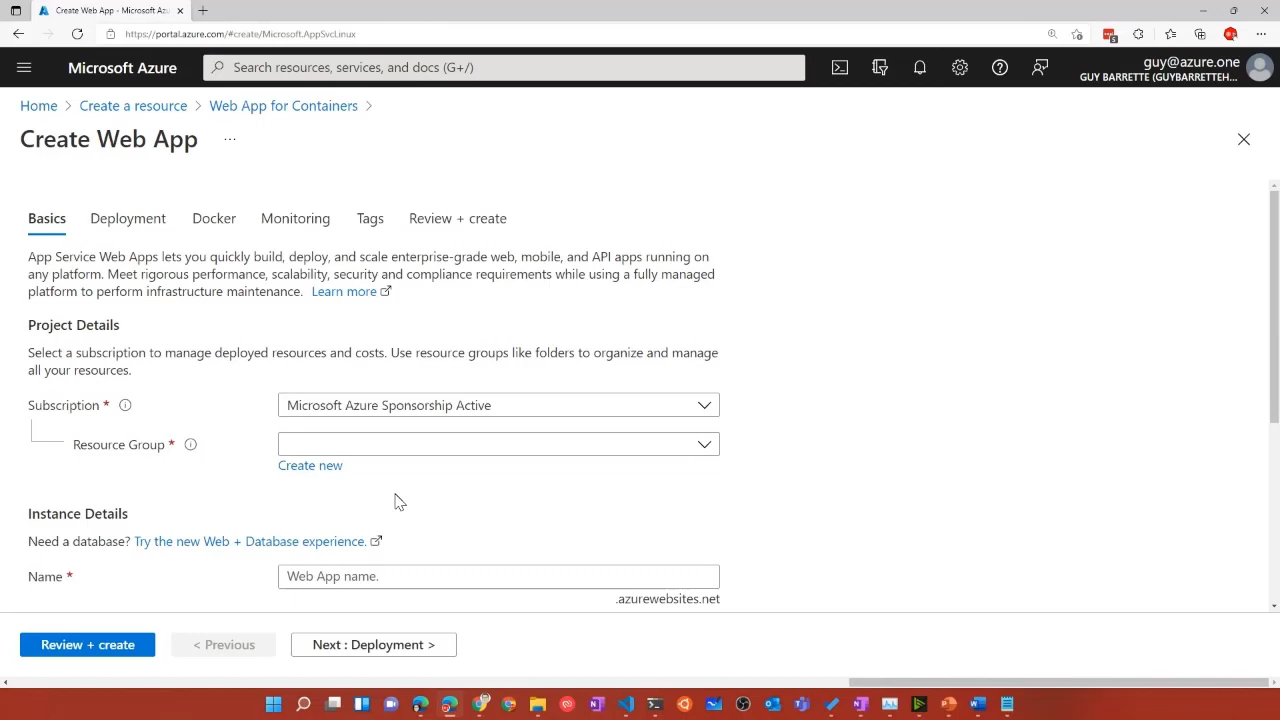 Create Web App - Microsoft Az
https://portal.azure.com/#create/Microsoft.AppSvcLinux
5
Microsoft Azure
Search resources, services, and docs (G+/)
guy@azure.one
GUY BARRETTE (GUYBARRETTEH...
Home > Create a resource > Web App for Containers >
Create Web App ...
Basics Deployment Docker Monitoring Tags Review + create
App Service Web Apps lets you quickly build, deploy, and scale enterprise-grade web, mobile, and API apps running on
any platform. Meet rigorous performance, scalability, security and compliance requirements while using a fully managed
platform to perform infrastructure maintenance. Learn more
Project Details
Select a subscription to manage deployed resources and costs. Use resource groups like folders to organize and manage
all your resources.
Subscription *
Microsoft Azure Sponsorship Active
Resource Group *
Create new
Instance Details
Need a database? Try the new Web + Database experience.
Name *
Web App name.
.azurewebsites.net
Review + create
< Previous
Next : Deployment >